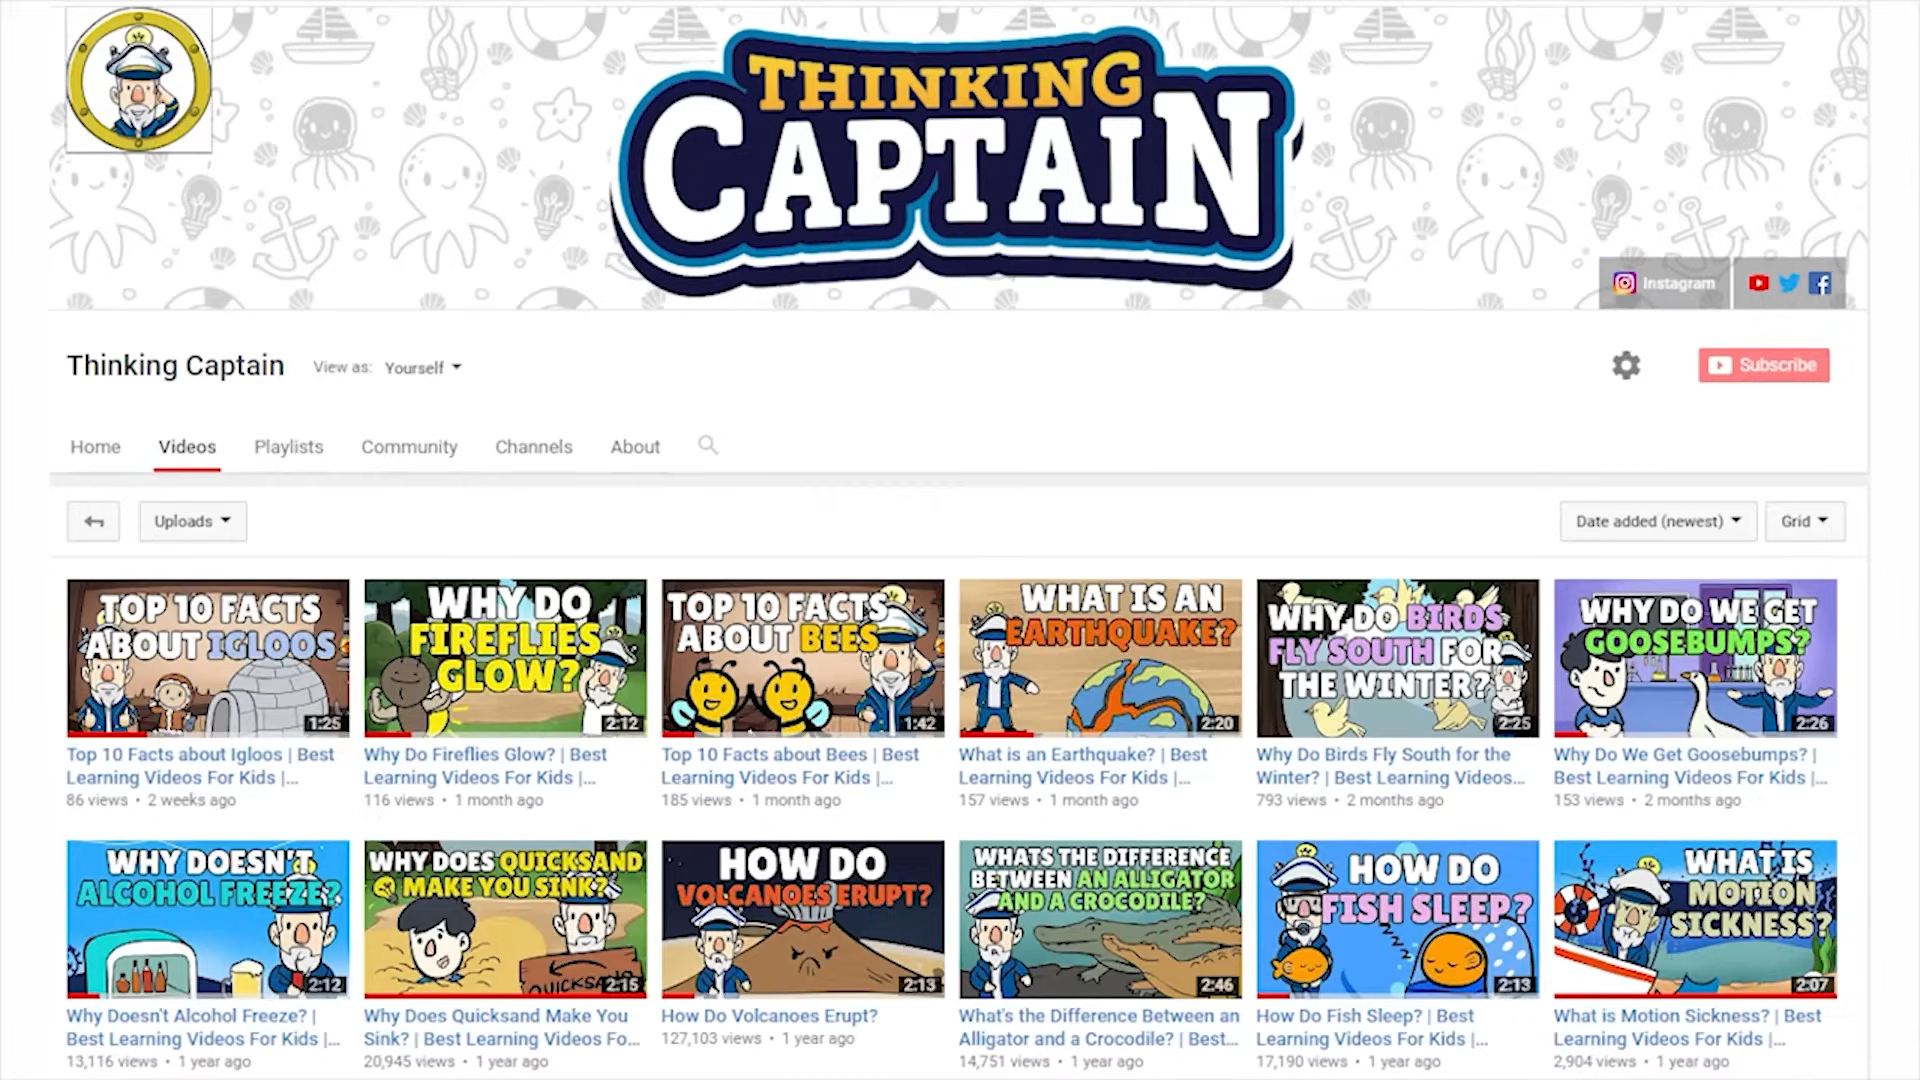 THINKING
CAPTAIN
Instagram
Thinking Captain View as: Yourself
Subscribe
Home Videos Playlists Community Channels About
Uploads
Date added (newest) Grid
TOP 10 FACTS
ABOUT IGLOOS
1:25
WHY DO
FIREFLIES
GLOW?
2:12
TOP 10 FACTS
ABOUT BEES
1:42
WHAT IS AN
EARTHQUAKE?
2:20
WHY DO BIRDS
FLY SOUTH FOR
THE WINTER?
2:25
WHY DO WE GET
GOOSEBUMPS?
2:26
Top 10 Facts about Igloos | Best
Learning Videos For Kids |...
86 views • 2 weeks ago
Why Do Fireflies Glow? | Best
Learning Videos For Kids |...
116 views • 1 month ago
Top 10 Facts about Bees | Best
Learning Videos For Kids |...
185 views • 1 month ago
What is an Earthquake? | Best
Learning Videos For Kids |...
157 views • 1 month ago
Why Do Birds Fly South for the
Winter? | Best Learning Videos...
793 views • 2 months ago
Why Do We Get Goosebumps? |
Best Learning Videos For Kids |...
153 views • 2 months ago
WHY DOESN'T
ALCOHOL FREEZE?
2:12
WHY DOES QUICKSAND
MAKE YOU SINK?
QUICKSAND
2:15
HOW DO
VOLCANOES ERUPT?
2:13
WHATS THE DIFFERENCE
BETWEEN AN ALLIGATOR
AND A CROCODILE?
2:46
HOW DO
FISH SLEEP?
z z z
2:13
WHAT IS
MOTION
SICKNESS?
2:07
Why Doesn't Alcohol Freeze? |
Best Learning Videos For Kids |...
13,116 views • 1 year ago
Why Does Quicksand Make You
Sink? | Best Learning Videos Fo...
20,945 views • 1 year ago
How Do Volcanoes Erupt?
127,103 views • 1 year ago
What's the Difference Between an
Alligator and a Crocodile? | Best...
14,751 views • 1 year ago
How Do Fish Sleep? | Best
Learning Videos For Kids |...
17,190 views • 1 year ago
What is Motion Sickness? | Best
Learning Videos For Kids |...
2,904 views • 1 year ago